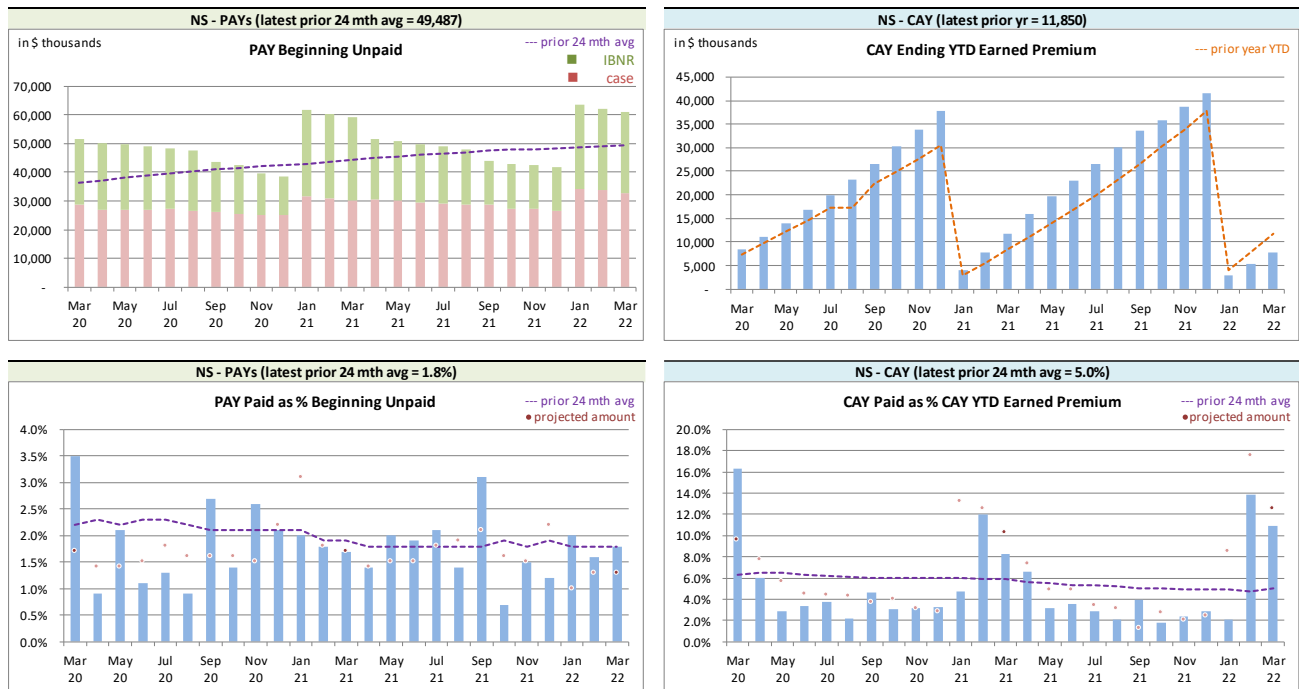 NS - PAYs (latest prior 24 mth avg = 49,487)
in $ thousands
PAY Beginning Unpaid
--- prior 24 mth avg
IBNR
case
70,000
60,000
50,000
40,000
30,000
20,000
10,000
-
Mar May Jul Sep Nov Jan Mar May Jul Sep Nov Jan Mar
20 20 20 20 20 21 21 21 21 21 21 22 22
NS - CAY (latest prior yr = 11,850)
in $ thousands
CAY Ending YTD Earned Premium
--- prior year YTD
45,000
40,000
35,000
30,000
25,000
20,000
15,000
10,000
5,000
-
Mar May Jul Sep Nov Jan Mar May Jul Sep Nov Jan Mar
20 20 20 20 20 21 21 21 21 21 21 22 22
NS - PAYs (latest prior 24 mth avg = 1.8%)
PAY Paid as % Beginning Unpaid
--- prior 24 mth avg
projected amount
4.0%
3.5%
3.0%
2.5%
2.0%
1.5%
1.0%
0.5%
0.0%
Mar May Jul Sep Nov Jan Mar May Jul Sep Nov Jan Mar
20 20 20 20 20 21 21 21 21 21 21 22 22
NS - CAY (latest prior 24 mth avg = 5.0%)
CAY Paid as % CAY YTD Earned Premium
--- prior 24 mth avg
projected amount
20.0%
18.0%
16.0%
14.0%
12.0%
10.0%
8.0%
6.0%
4.0%
2.0%
0.0%
Mar May Jul Sep Nov Jan Mar May Jul Sep Nov Jan Mar
20 20 20 20 20 21 21 21 21 21 21 22 22